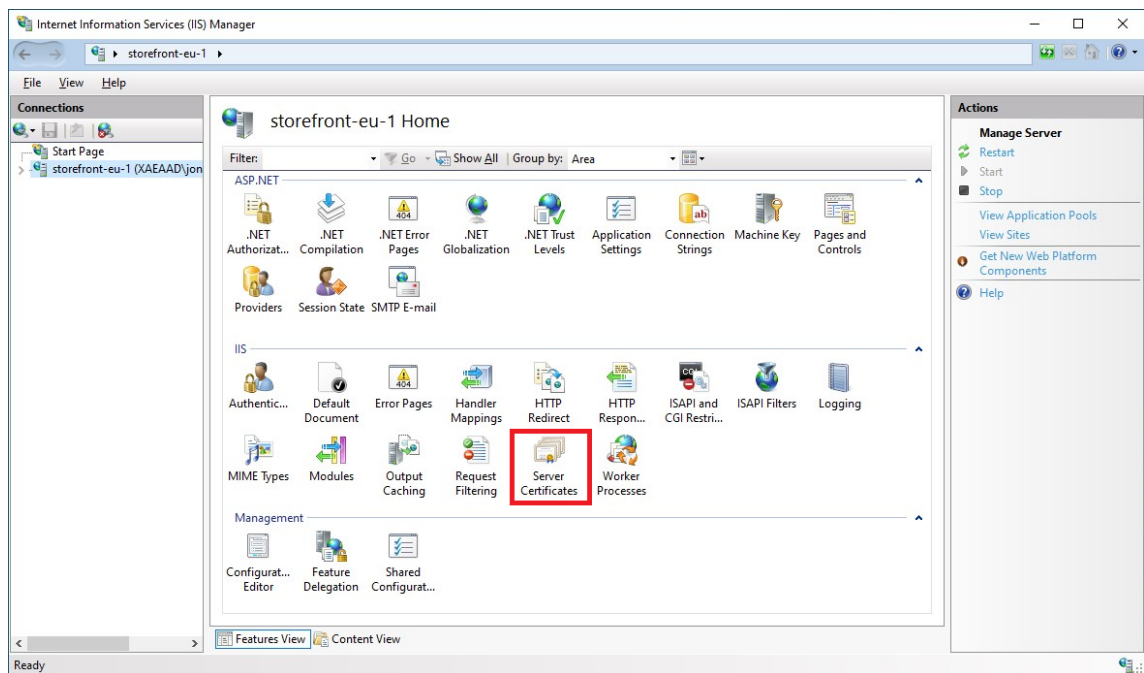 Internet Information Services (IIS) Manager
storefront-eu-1
File View Help
Connections
Start Page
storefront-eu-1 (XAEAAD\jon
storefront-eu-1 Home
Filter: Go Show All Group by: Area
ASP.NET
.NET Authorizat...
.NET Compilation
.NET Error Pages
.NET Globalization
.NET Trust Levels
Application Settings
Connection Strings
Machine Key
Pages and Controls
Providers
Session State
SMTP E-mail
IIS
Authentic...
Default Document
Error Pages
Handler Mappings
HTTP Redirect
HTTP Respon...
ISAPI and CGI Restri...
ISAPI Filters
Logging
MIME Types
Modules
Output Caching
Request Filtering
Server Certificates
Worker Processes
Management
Configurat... Editor
Feature Delegation
Shared Configurat...
Features View
Content View
Actions
Manage Server
Restart
Start
Stop
View Application Pools
View Sites
Get New Web Platform
Components
Help
Ready